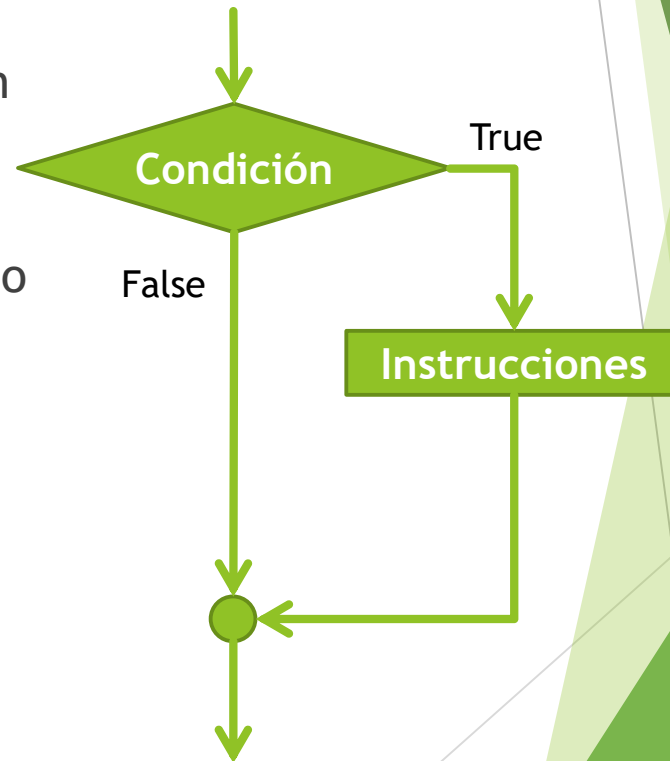 n
True
Condición
o
False
Instrucciones